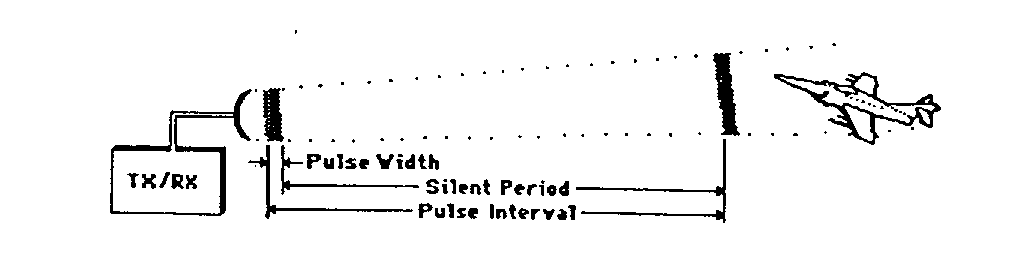 Pulse Width
TX/RX
Silent Period
Pulse Interval